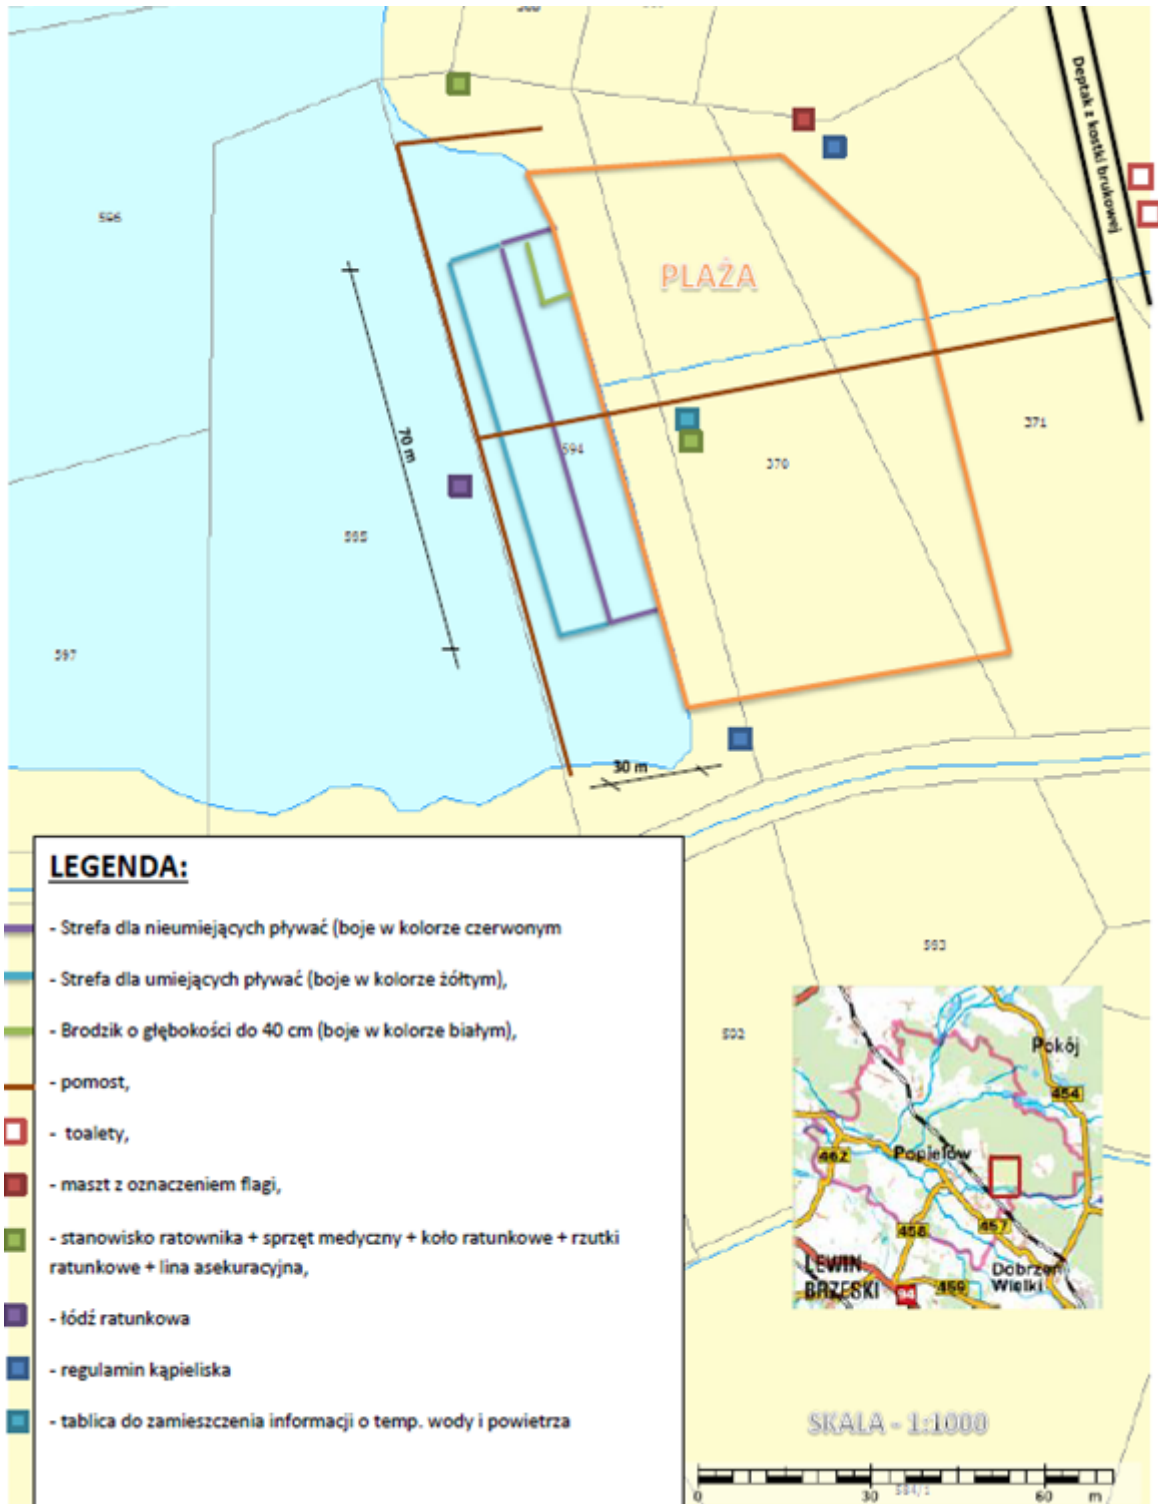 Deptak z kostki brukowej
596
PLAŻA
70 m
594
371
370
595
597
30 m
LEGENDA:
- Strefa dla nieumiejących pływać (boje w kolorze czerwonym
- Strefa dla umiejących pływać (boje w kolorze żółtym),
- Brodzik o głębokości do 40 cm (boje w kolorze białym),
- pomost,
- toalety,
- maszt z oznaczeniem flagi,
- stanowisko ratownika + sprzęt medyczny + koło ratunkowe + rzutki
ratunkowe + lina asekuracyjna,
- łódź ratunkowa
- regulamin kąpieliska
- tablica do zamieszczenia informacji o temp. wody i powietrza
593
592
Pokój
454
462
Popielów
458
457
LEWIN
BRZESKI
94
459
Dobrzeń
Wielki
SKALA - 1:1000
0 30 60 m
584/1